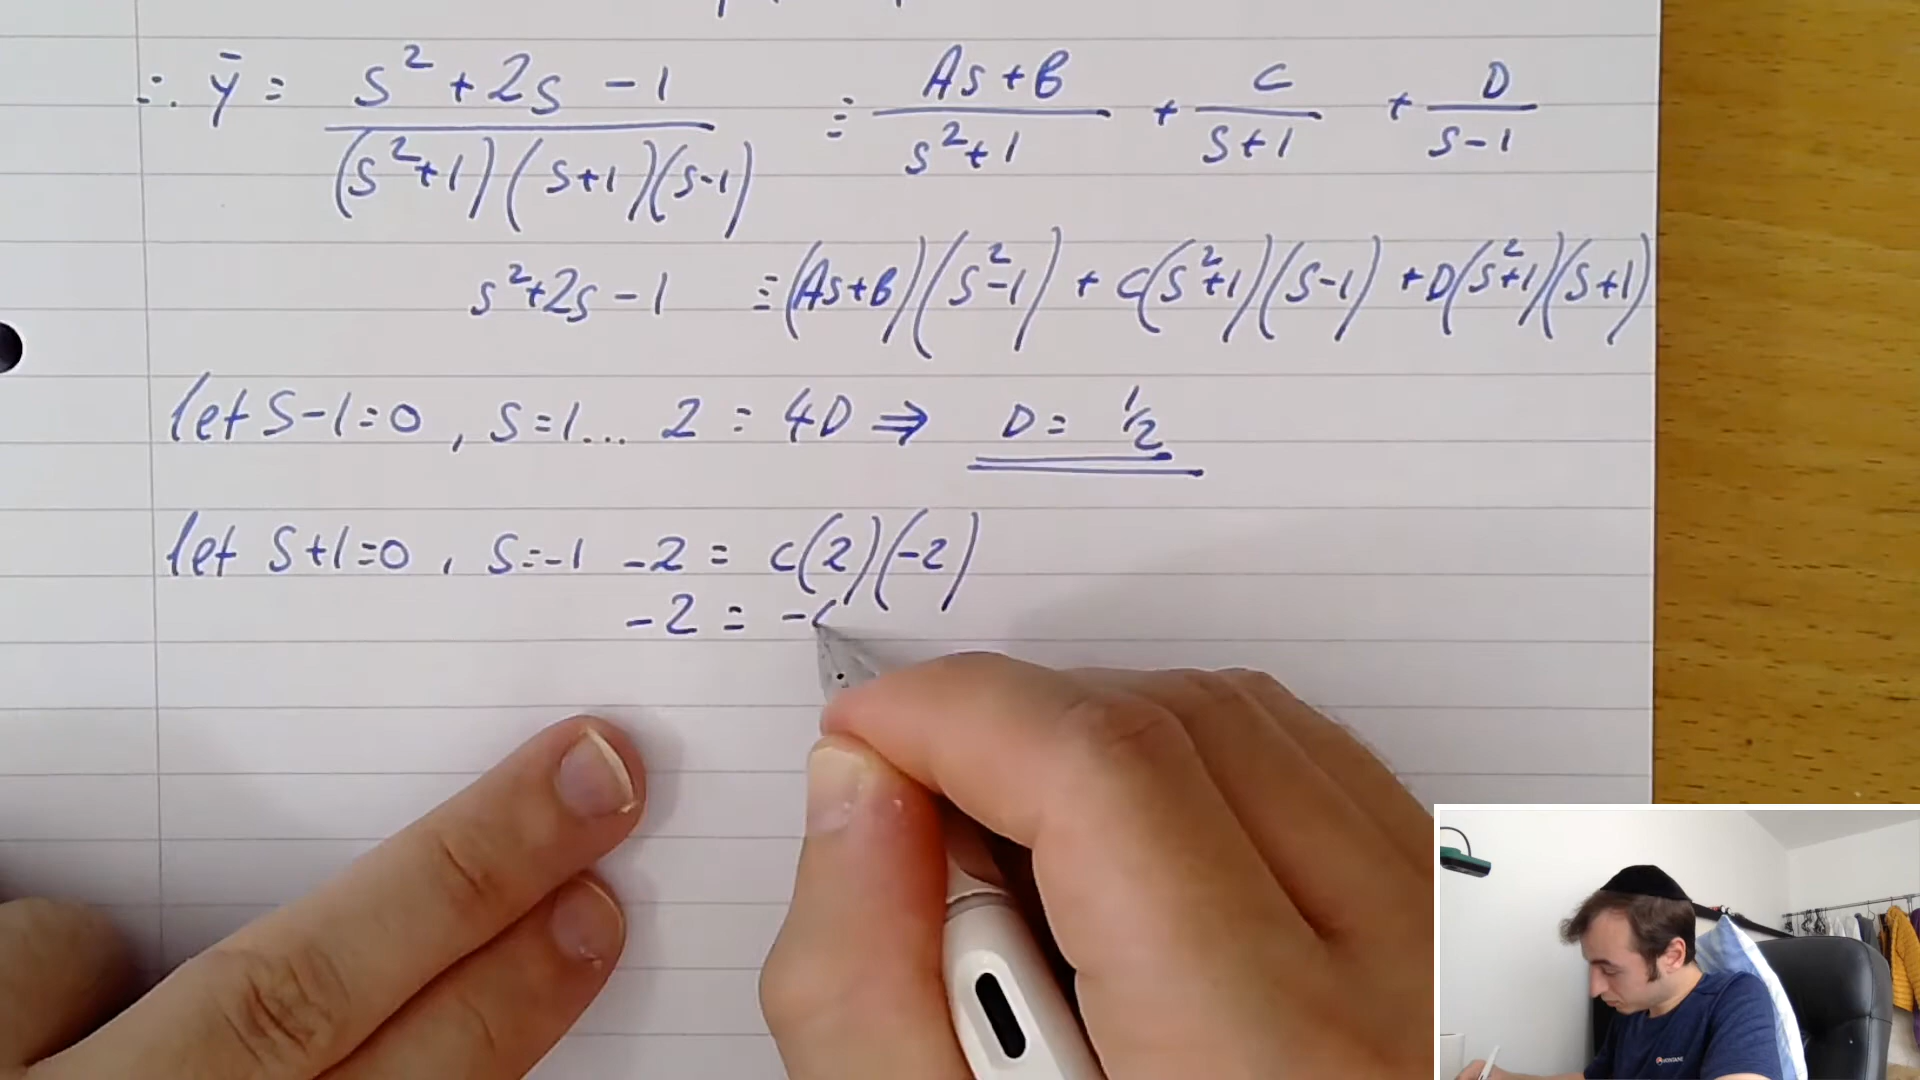 ∴ ȳ = s²+2s-1 / (s²+1)(s+1)(s-1) ≡ As+B / s²+1 + C / s+1 + D / s-1
s²+2s-1 ≡ (As+B)(s²-1) + C(s²+1)(s-1) + D(s²+1)(s+1)
let s-1=0, s=1... 2 = 4D ⇒ D = 1/2
let s+1=0, s=-1 -2 = C(2)(-2)
-2 = -
MONTANE